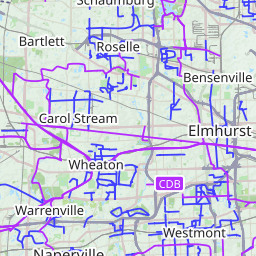 Schaumburg
Bartlett
Roselle
Bensenville
Carol Stream
Elmhurst
Wheaton
CDB
Warrenville
Westmont
Naperville